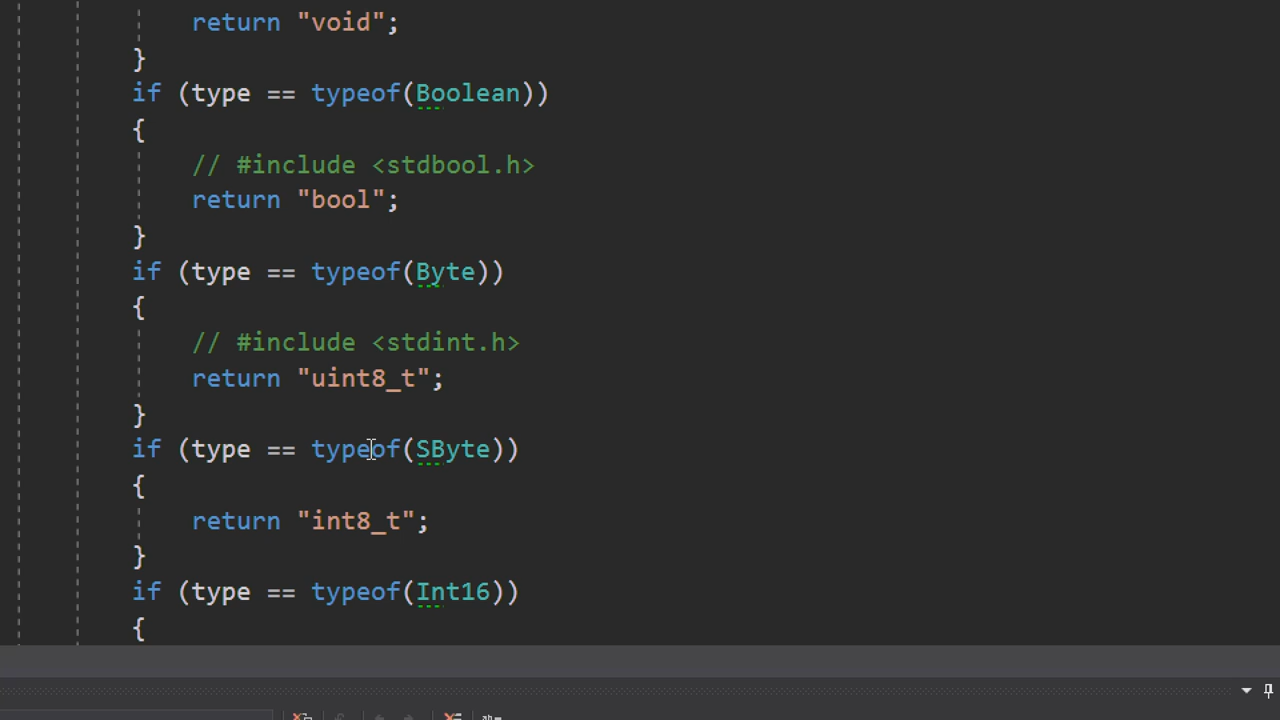 return "void";
}
if (type == typeof(Boolean))
{
// #include <stdbool.h>
return "bool";
}
if (type == typeof(Byte))
{
// #include <stdint.h>
return "uint8_t";
}
if (type == typeof(SByte))
{
return "int8_t";
}
if (type == typeof(Int16))
{